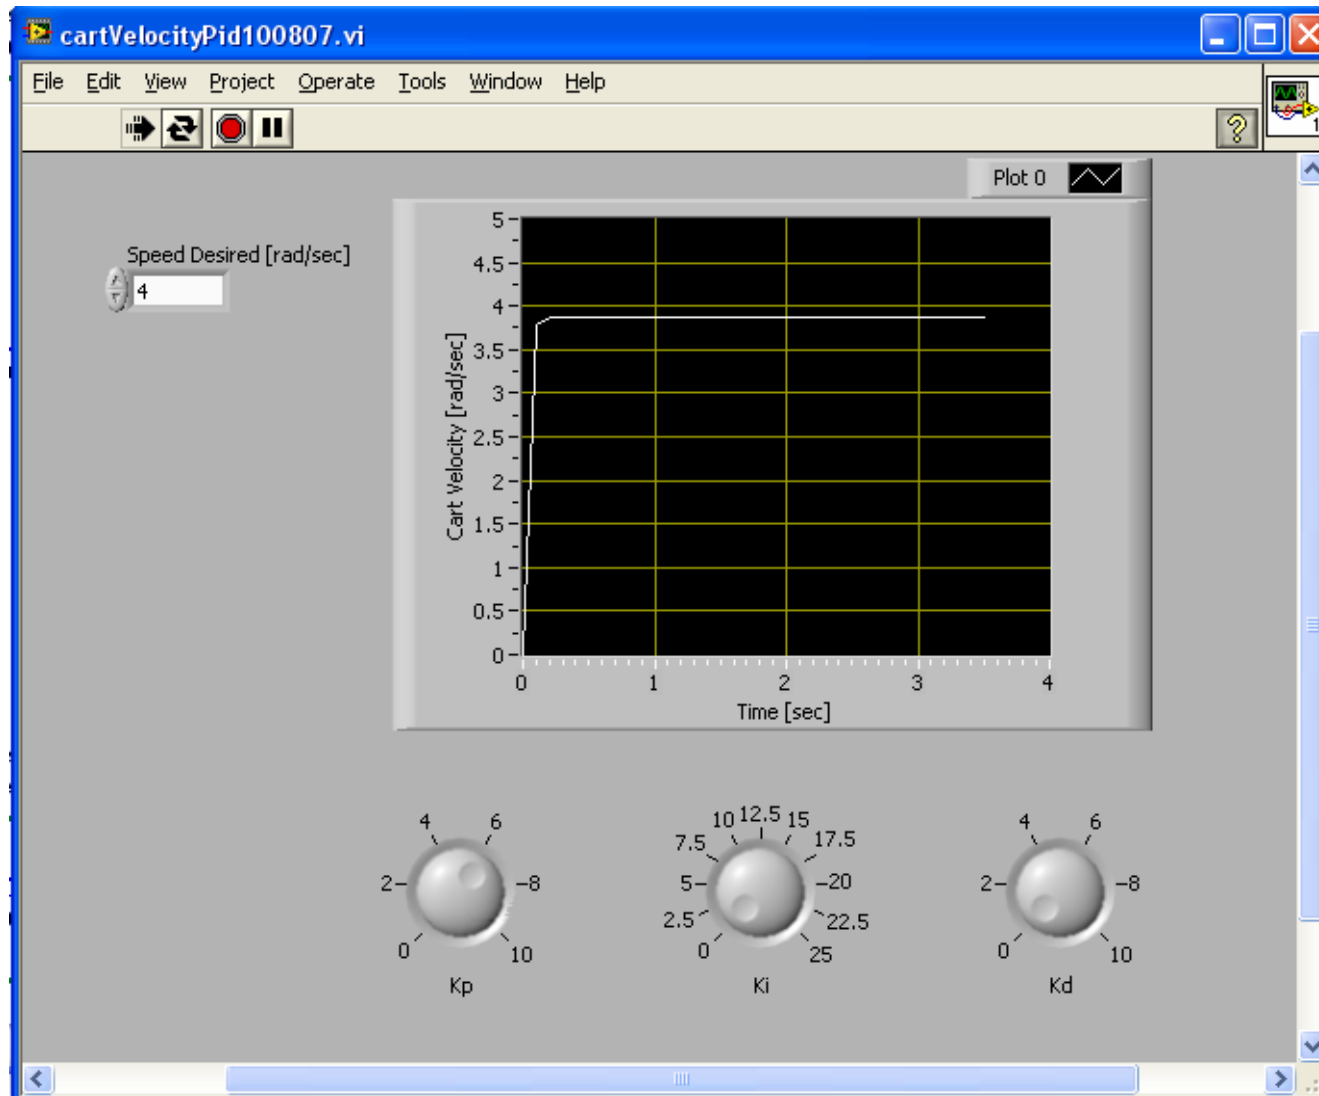 cartVelocityPid100807.vi
File Edit View Project Operate Tools Window Help
?
1
Plot 0
Speed Desired [rad/sec]
4
Cart Velocity [rad/sec]
5
4.5
4
3.5
3
2.5
2
1.5
1
0.5
0
0 1 2 3 4
Time [sec]
0 2 4 6 8 10
Kp
0 2.5 5 7.5 10 12.5 15 17.5 20 22.5 25
Ki
0 2 4 6 8 10
Kd